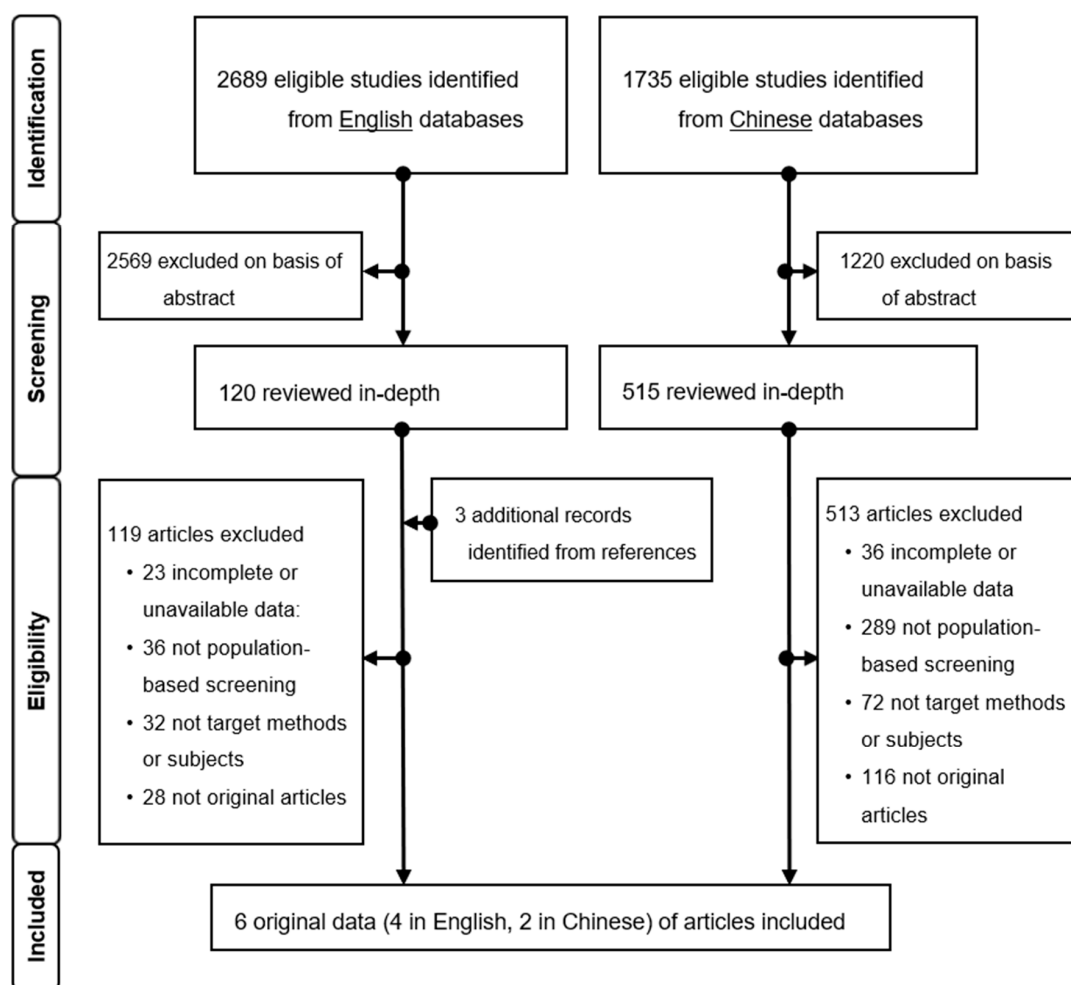 Identification
2689 eligible studies identified
from English databases
1735 eligible studies identified
from Chinese databases
Screening
2569 excluded on basis of
abstract
1220 excluded on basis
of abstract
120 reviewed in-depth
515 reviewed in-depth
Eligibility
119 articles excluded
• 23 incomplete or
unavailable data:
• 36 not population-
based screening
• 32 not target methods
or subjects
• 28 not original articles
3 additional records
identified from references
513 articles excluded
• 36 incomplete or
unavailable data
• 289 not population-
based screening
• 72 not target methods
or subjects
• 116 not original
articles
Included
6 original data (4 in English, 2 in Chinese) of articles included